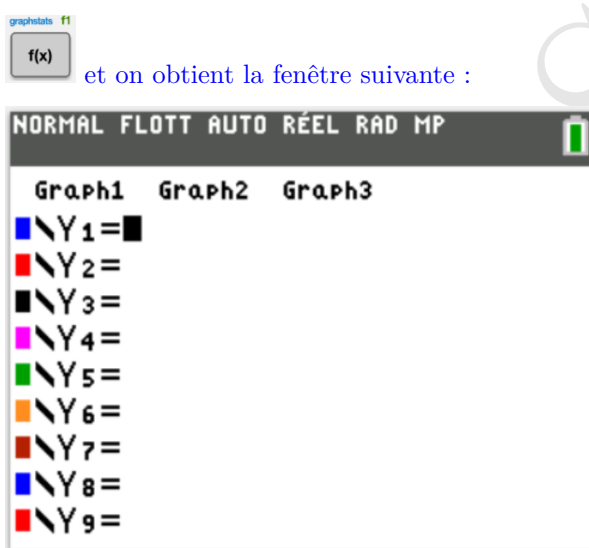 graphstats f1
f(x)
et on obtient la fenêtre suivante :
NORMAL FLOTT AUTO RÉEL RAD MP
Graph1 Graph2 Graph3
\Y1=
\Y2=
\Y3=
\Y4=
\Y5=
\Y6=
\Y7=
\Y8=
\Y9=